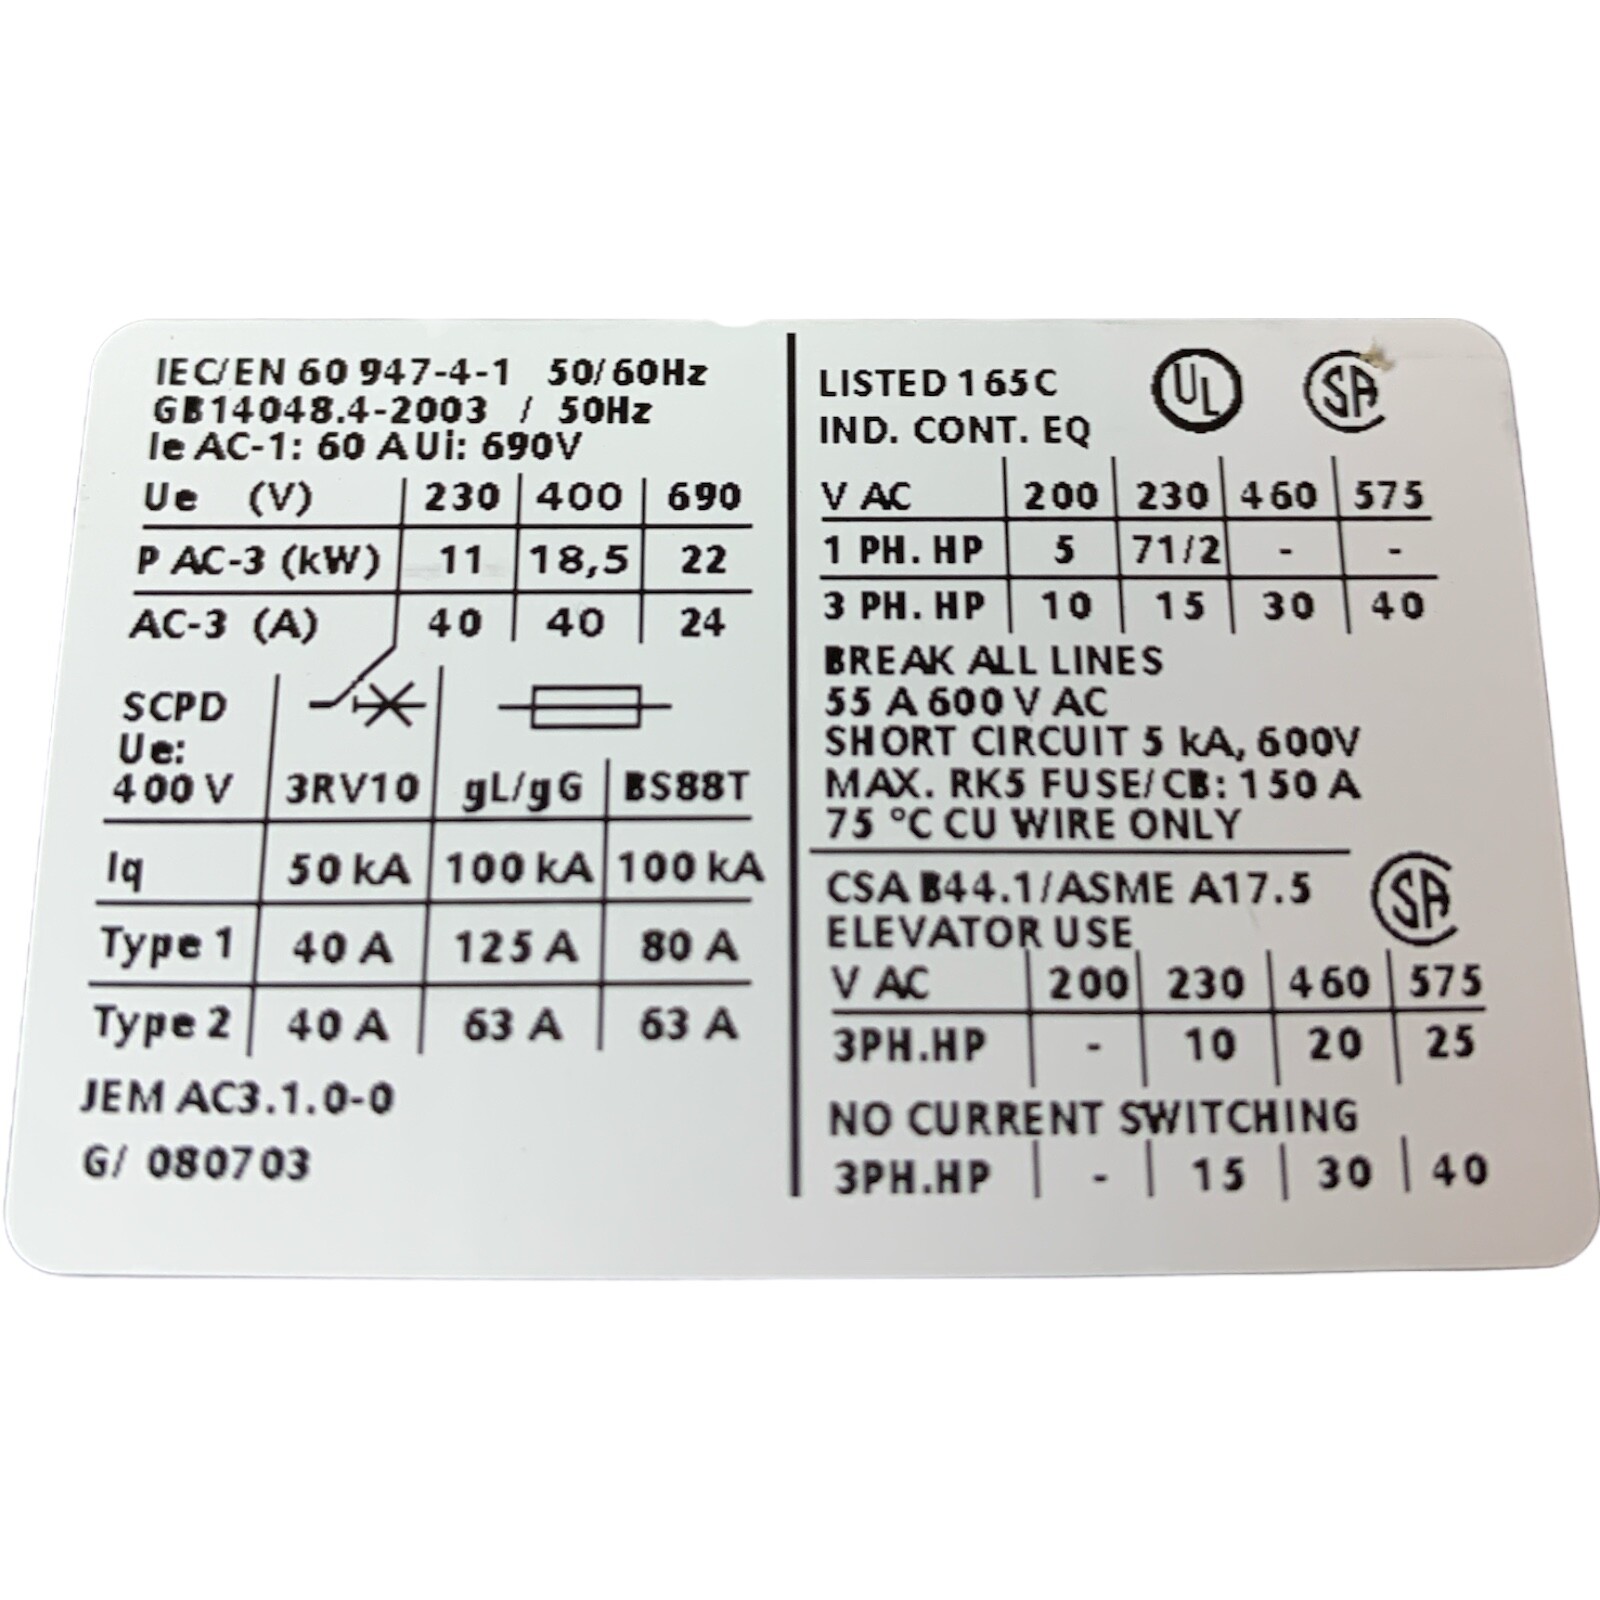 IEC/EN 60 947-4-1 50/60Hz
GB14048.4-2003 / 50Hz
Ie AC-1: 60 A Ui: 690V
Ue (V) 230 400 690
P AC-3 (kW) 11 18,5 22
AC-3 (A) 40 40 24
SCPD
Ue:
400 V 3RV10 gL/gG BS88T
Iq 50 kA 100 kA 100 kA
Type 1 40 A 125 A 80 A
Type 2 40 A 63 A 63 A
JEM AC3.1.0-0
G/ 080703
LISTED 165C UL SA
IND. CONT. EQ
V AC 200 230 460 575
1 PH. HP 5 71/2 - -
3 PH. HP 10 15 30 40
BREAK ALL LINES
55 A 600 V AC
SHORT CIRCUIT 5 kA, 600V
MAX. RK5 FUSE/CB: 150 A
75 °C CU WIRE ONLY
CSA B44.1/ASME A17.5 SA
ELEVATOR USE
V AC 200 230 460 575
3PH.HP - 10 20 25
NO CURRENT SWITCHING
3PH.HP - 15 30 40